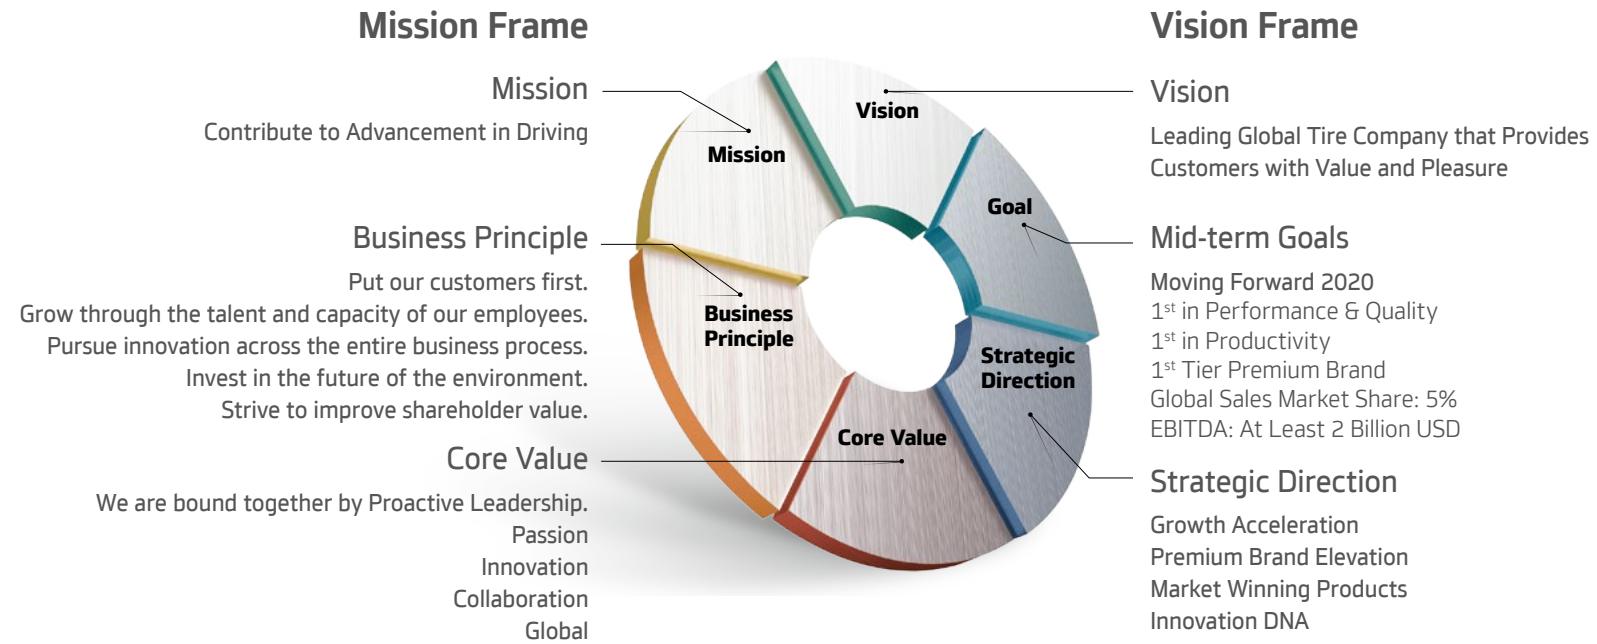 Mission Frame
Mission
Contribute to Advancement in Driving
Business Principle
Put our customers first.
Grow through the talent and capacity of our employees.
Pursue innovation across the entire business process.
Invest in the future of the environment.
Strive to improve shareholder value.
Core Value
We are bound together by Proactive Leadership.
Passion
Innovation
Collaboration
Global
Vision
Mission
Goal
Business
Principle
Strategic
Direction
Core Value
Vision Frame
Vision
Leading Global Tire Company that Provides
Customers with Value and Pleasure
Mid-term Goals
Moving Forward 2020
1st in Performance & Quality
1st in Productivity
1st Tier Premium Brand
Global Sales Market Share: 5%
EBITDA: At Least 2 Billion USD
Strategic Direction
Growth Acceleration
Premium Brand Elevation
Market Winning Products
Innovation DNA